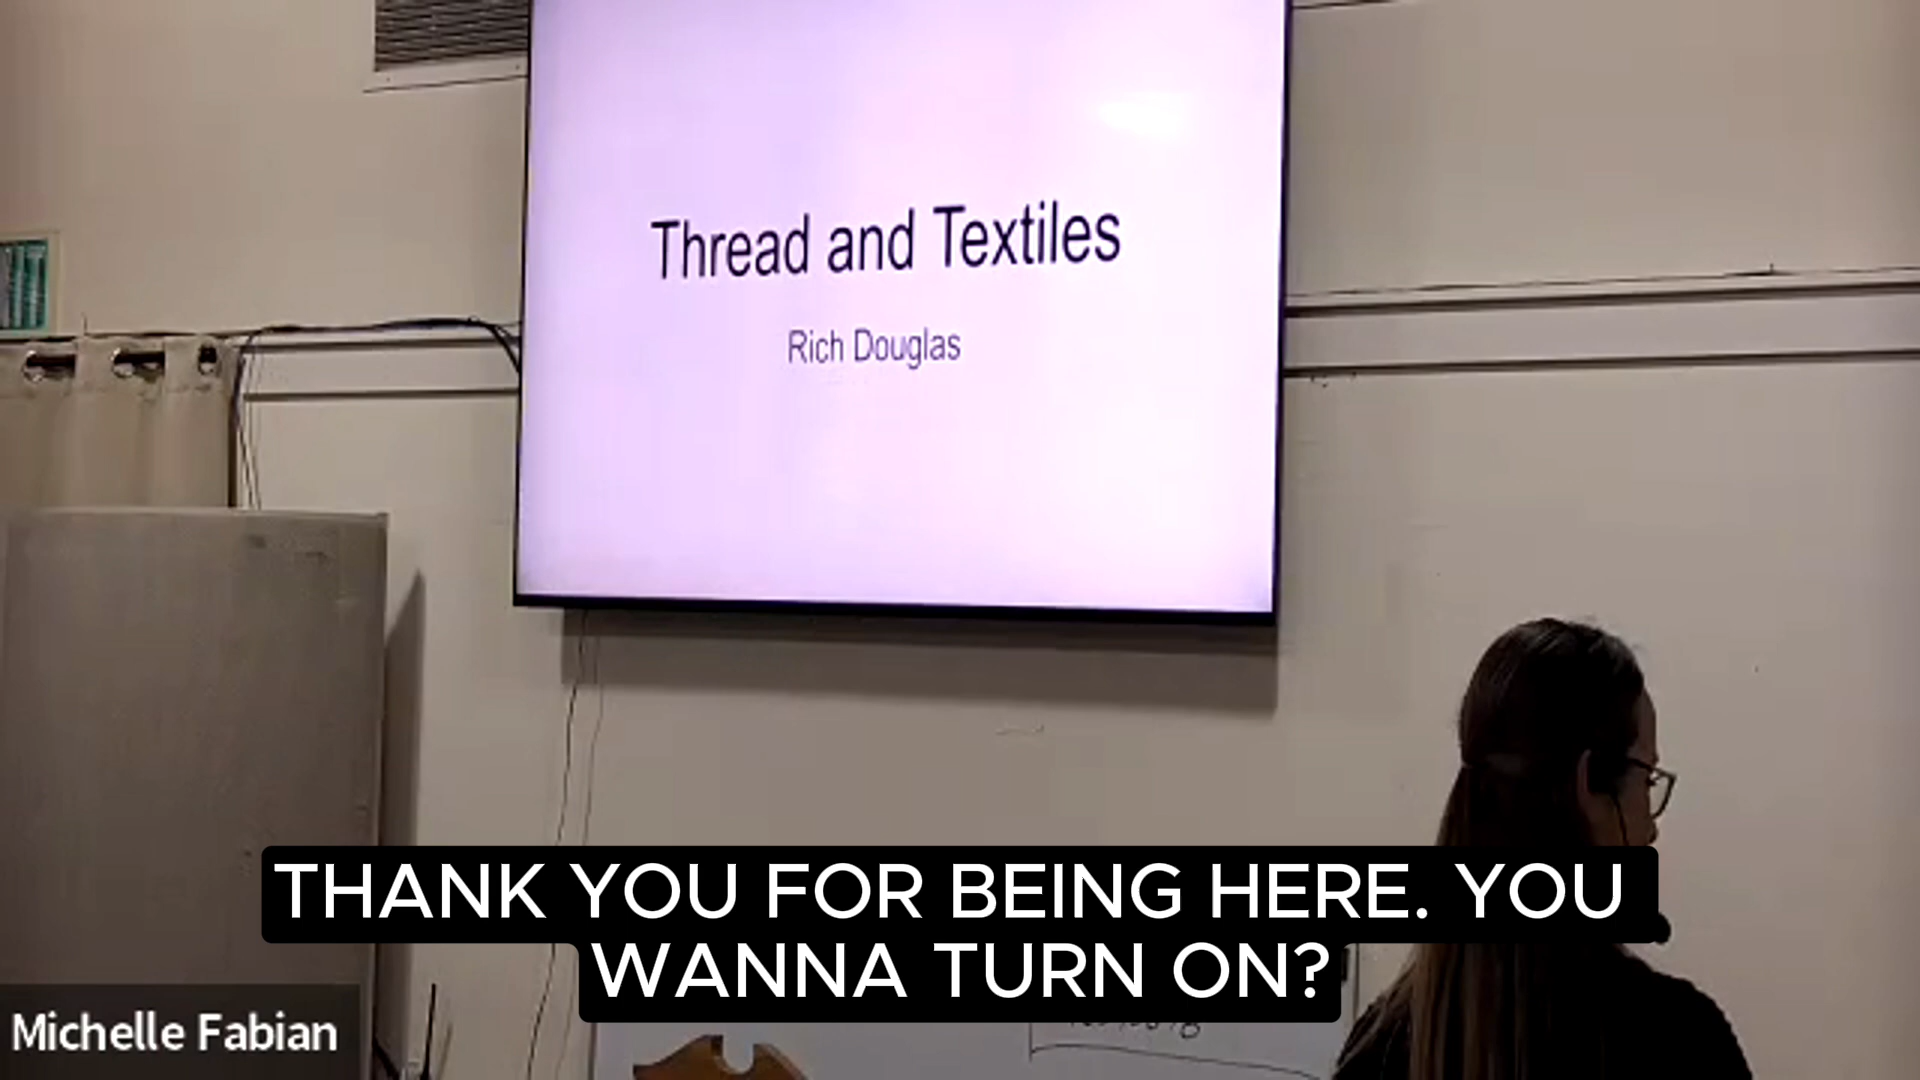 Thread and Textiles
Rich Douglas
THANK YOU FOR BEING HERE. YOU
WANNA TURN ON?
Michelle Fabian